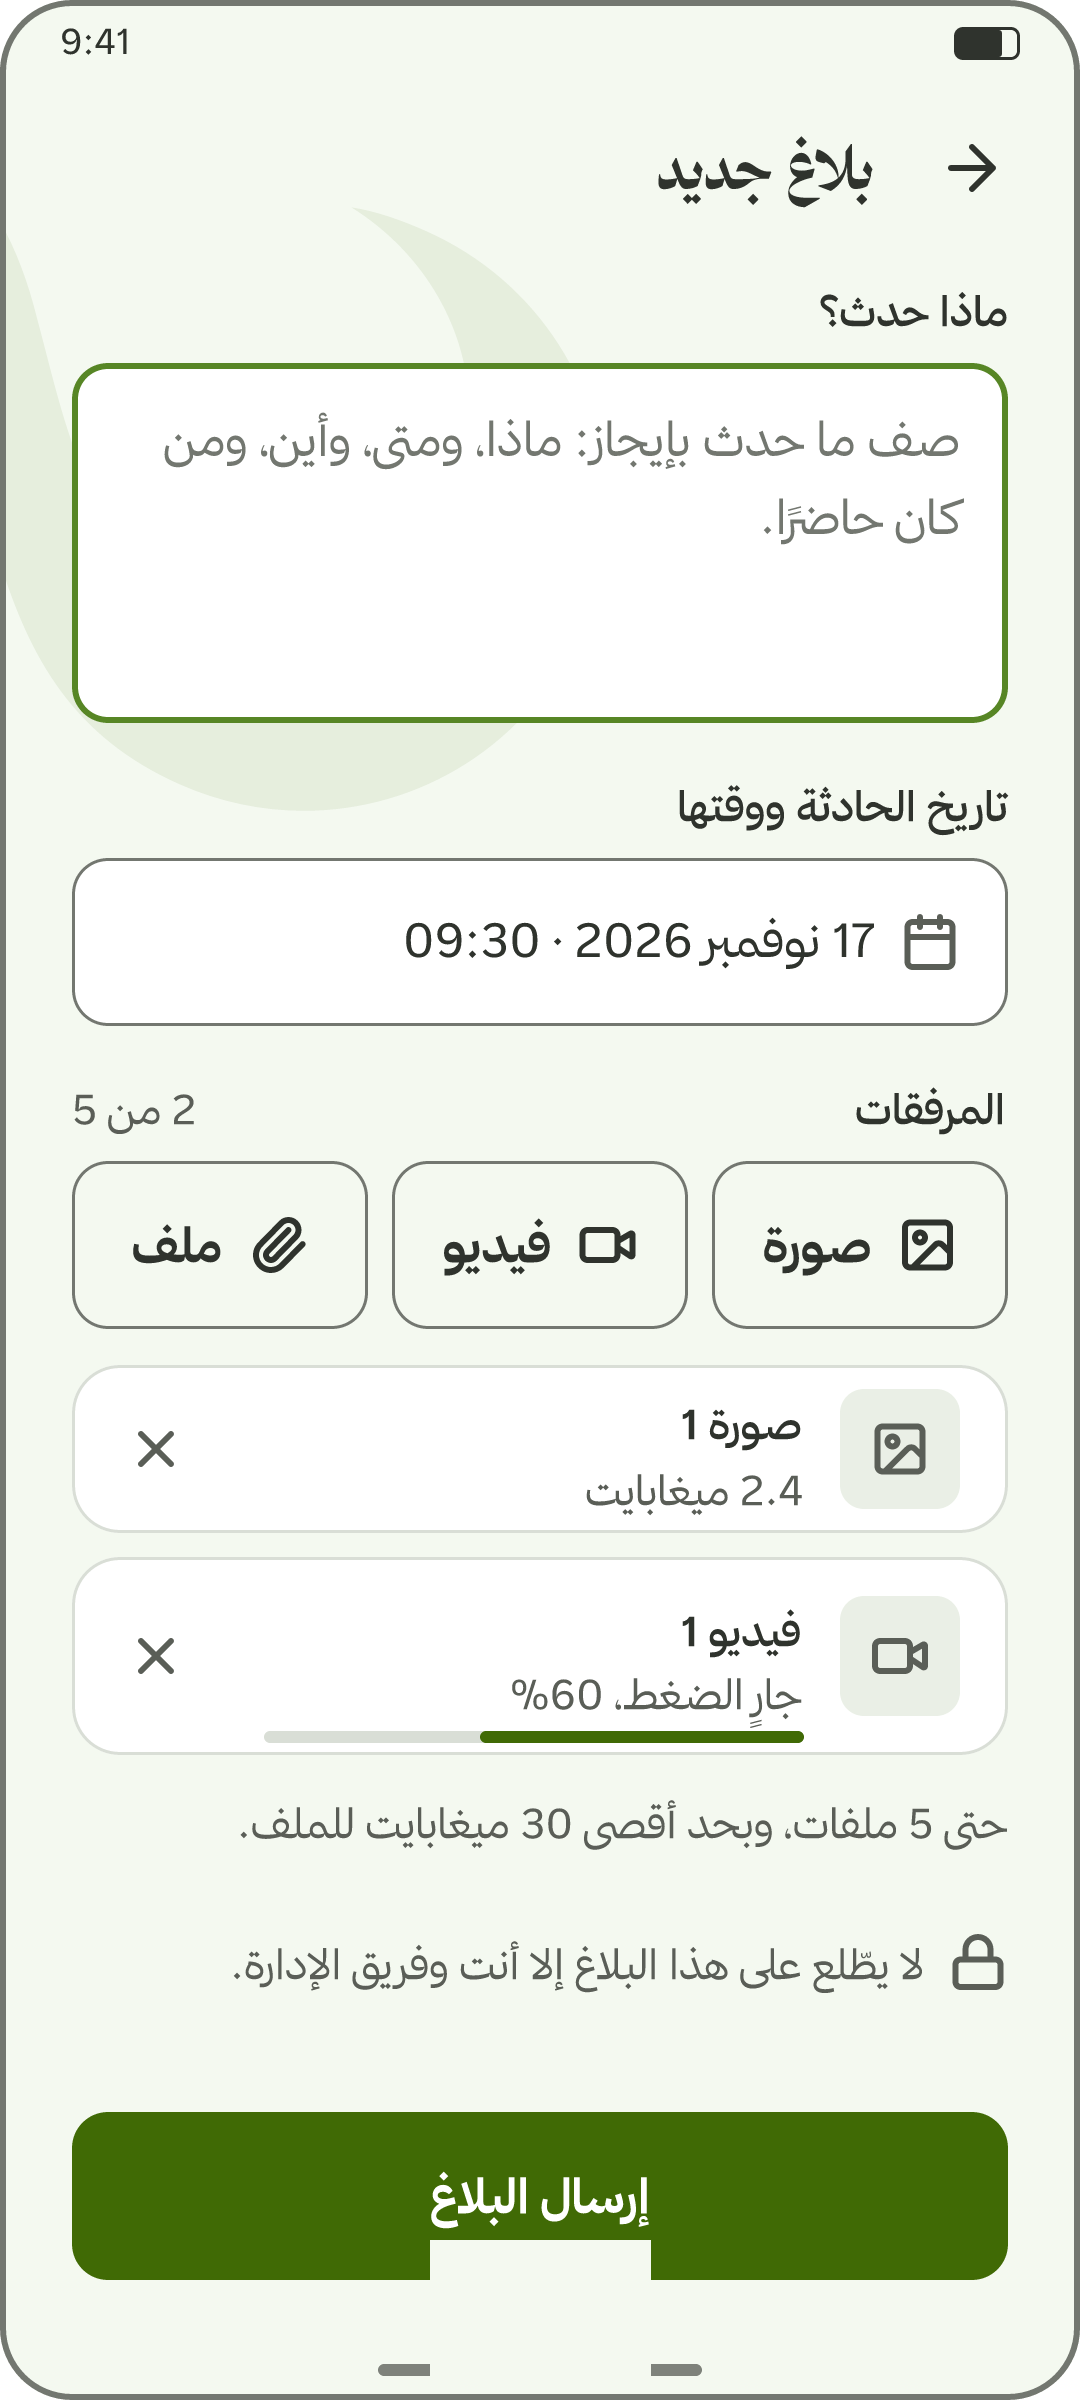 9:41
بلاغ جديد
ماذا حدث؟
صف ما حدث بإيجاز: ماذا، ومتى، وأين، ومن
كان حاضرًا.
تاريخ الحادثة ووقتها
17 نوفمبر 2026 · 09:30
المرفقات
2 من 5
صورة
فيديو
ملف
صورة 1
2.4 ميغابايت
فيديو 1
جارٍ الضغط، 60%
حتى 5 ملفات، وبحد أقصى 30 ميغابايت للملف.
لا يطّلع على هذا البلاغ إلا أنت وفريق الإدارة.
إرسال البلاغ